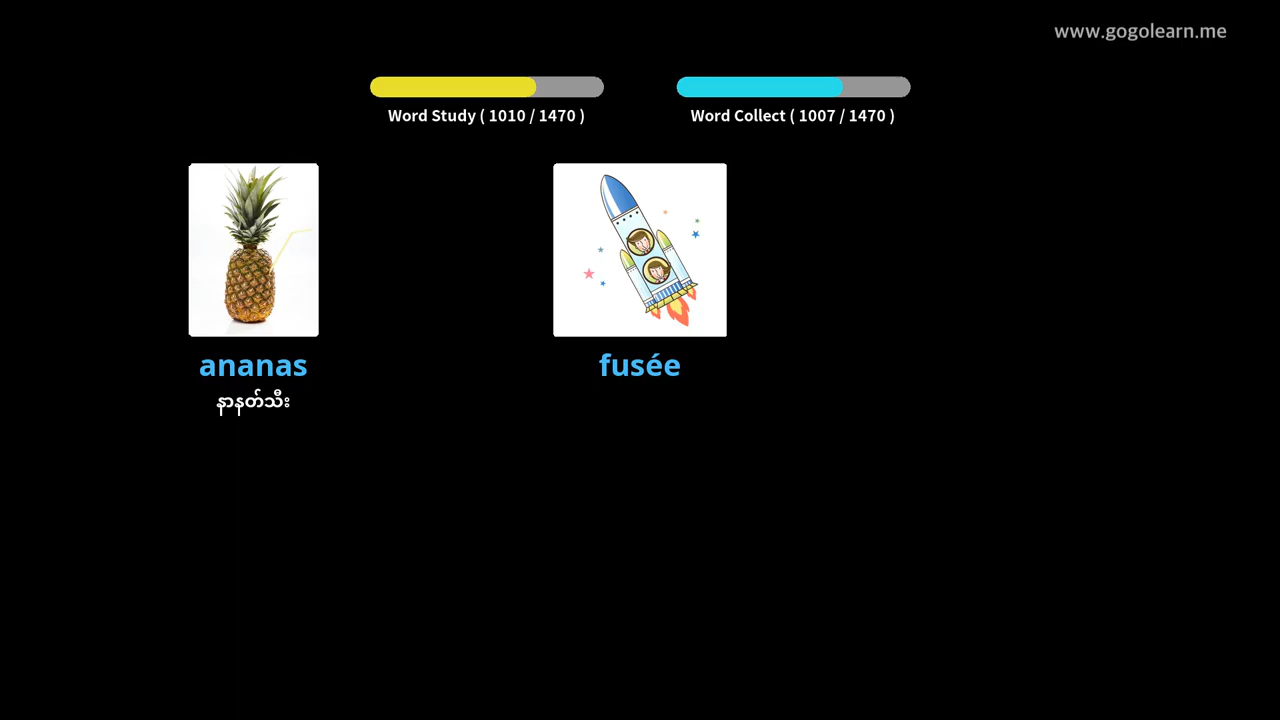 www.gogolearn.me
Word Study ( 1010 / 1470 )
Word Collect ( 1007 / 1470 )
ananas
နာနတ်သီး
fusée